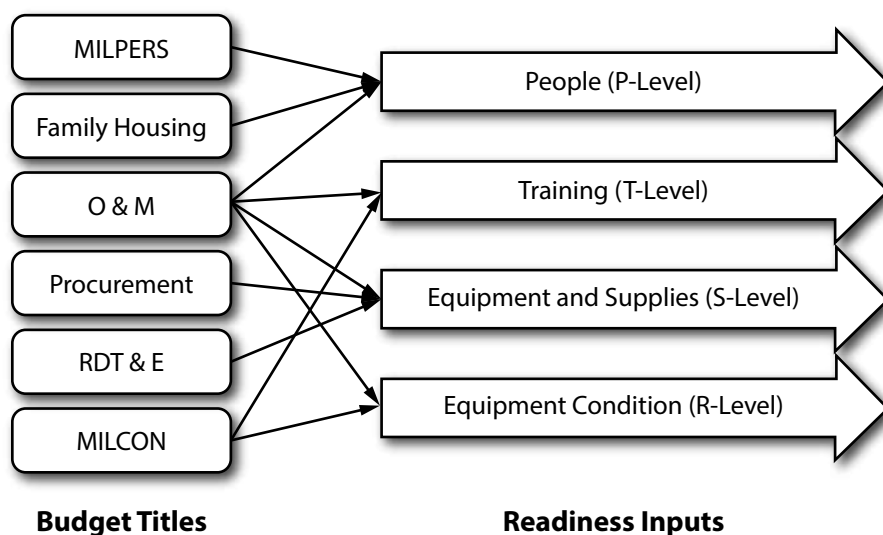 MILPERS
Family Housing
O & M
Procurement
RDT & E
MILCON
Budget Titles
People (P-Level)
Training (T-Level)
Equipment and Supplies (S-Level)
Equipment Condition (R-Level)
Readiness Inputs